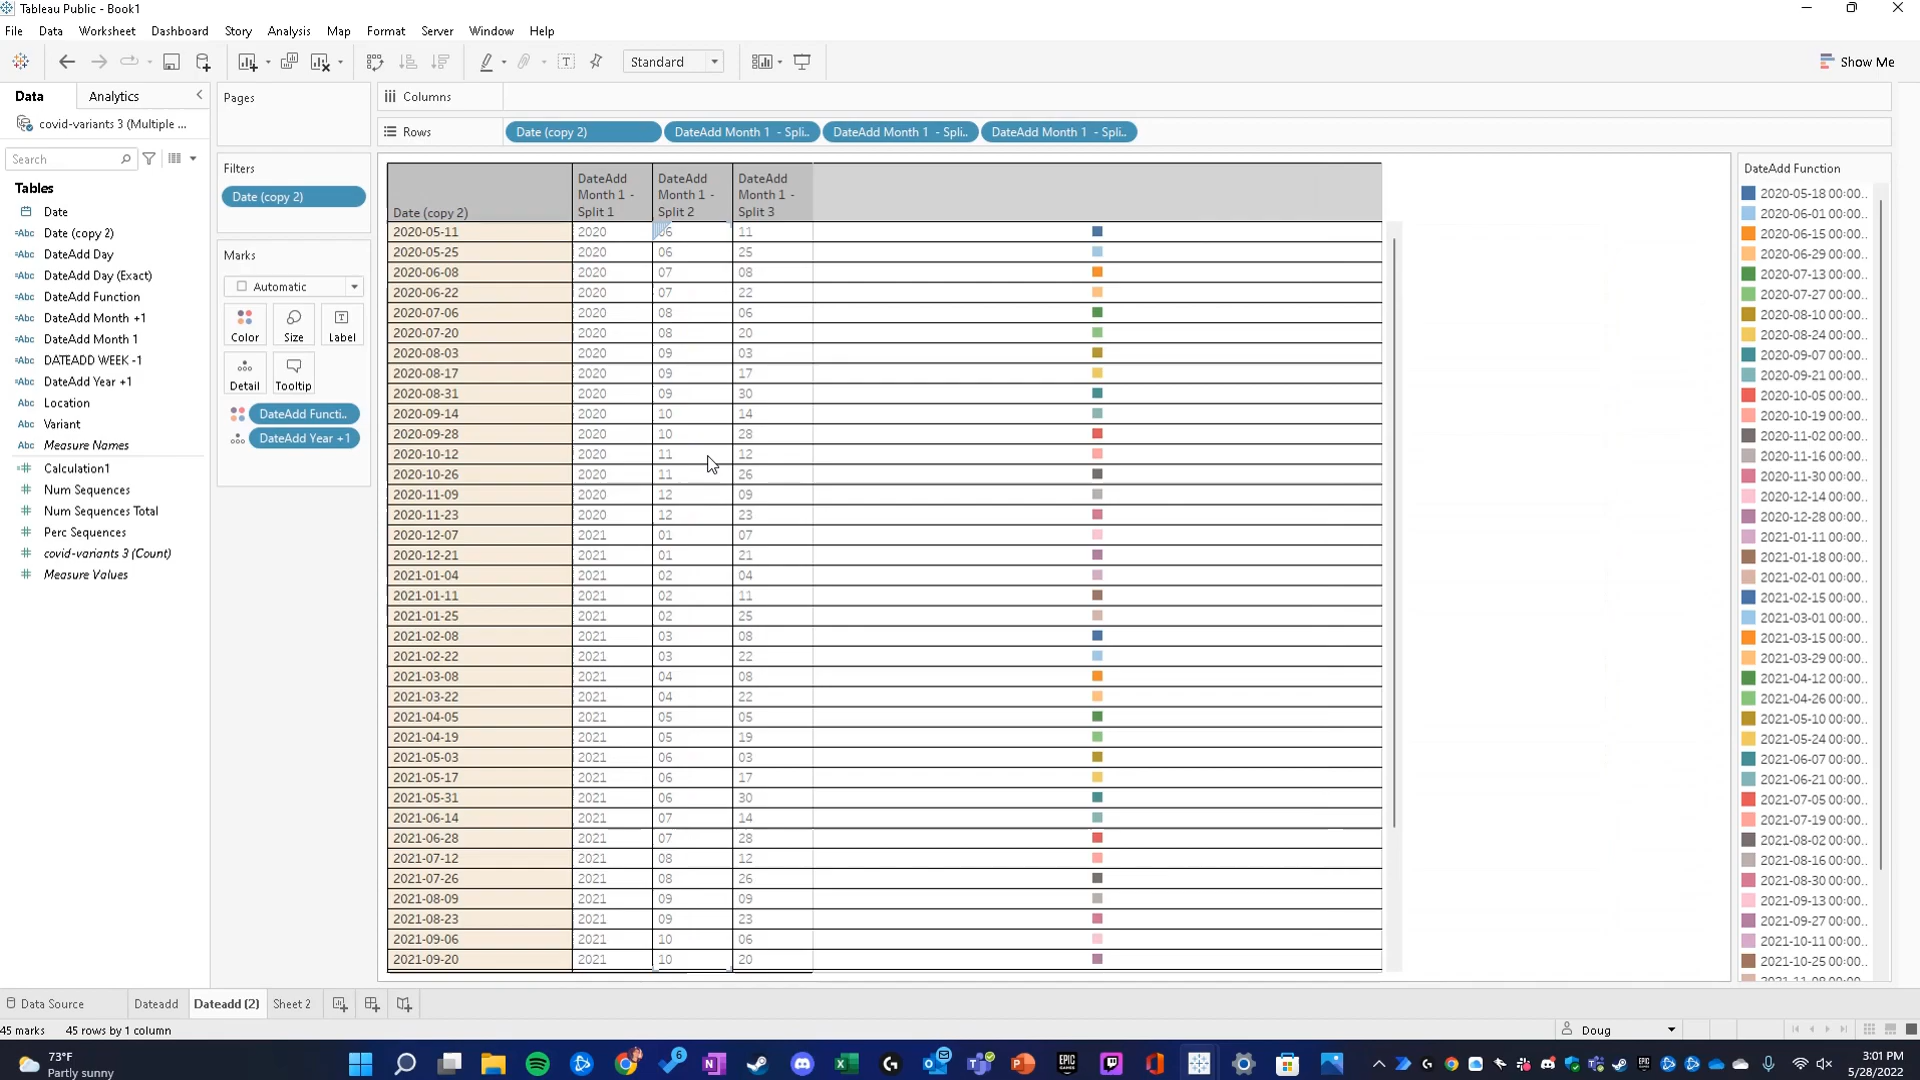 Tableau Public - Book1
File Data Worksheet Dashboard Story Analysis Map Format Server Window Help
Standard
Show Me
Data Analytics
covid-variants 3 (Multiple ...
Search
Tables
Date
Date (copy 2)
DateAdd Day
DateAdd Day (Exact)
DateAdd Function
DateAdd Month +1
DateAdd Month 1
DATEADD WEEK -1
DateAdd Year +1
Location
Variant
Measure Names
Calculation1
Num Sequences
Num Sequences Total
Perc Sequences
covid-variants 3 (Count)
Measure Values
Pages
Filters
Date (copy 2)
Marks
Automatic
Color Size Label
Detail Tooltip
DateAdd Functi..
DateAdd Year +1
Columns
Rows Date (copy 2) DateAdd Month 1 - Spli.. DateAdd Month 1 - Spli.. DateAdd Month 1 - Spli..
Date (copy 2) DateAdd Month 1 - Split 1 DateAdd Month 1 - Split 2 DateAdd Month 1 - Split 3
2020-05-11 2020 06 11
2020-05-25 2020 06 25
2020-06-08 2020 07 08
2020-06-22 2020 07 22
2020-07-06 2020 08 06
2020-07-20 2020 08 20
2020-08-03 2020 09 03
2020-08-17 2020 09 17
2020-08-31 2020 09 30
2020-09-14 2020 10 14
2020-09-28 2020 10 28
2020-10-12 2020 11 12
2020-10-26 2020 11 26
2020-11-09 2020 12 09
2020-11-23 2020 12 23
2020-12-07 2021 01 07
2020-12-21 2021 01 21
2021-01-04 2021 02 04
2021-01-11 2021 02 11
2021-01-25 2021 02 25
2021-02-08 2021 03 08
2021-02-22 2021 03 22
2021-03-08 2021 04 08
2021-03-22 2021 04 22
2021-04-05 2021 05 05
2021-04-19 2021 05 19
2021-05-03 2021 06 03
2021-05-17 2021 06 17
2021-05-31 2021 06 30
2021-06-14 2021 07 14
2021-06-28 2021 07 28
2021-07-12 2021 08 12
2021-07-26 2021 08 26
2021-08-09 2021 09 09
2021-08-23 2021 09 23
2021-09-06 2021 10 06
2021-09-20 2021 10 20
DateAdd Function
2020-05-18 00:00..
2020-06-01 00:00..
2020-06-15 00:00..
2020-06-29 00:00..
2020-07-13 00:00..
2020-07-27 00:00..
2020-08-10 00:00..
2020-08-24 00:00..
2020-09-07 00:00..
2020-09-21 00:00..
2020-10-05 00:00..
2020-10-19 00:00..
2020-11-02 00:00..
2020-11-16 00:00..
2020-11-30 00:00..
2020-12-14 00:00..
2020-12-28 00:00..
2021-01-11 00:00..
2021-01-18 00:00..
2021-02-01 00:00..
2021-02-15 00:00..
2021-03-01 00:00..
2021-03-15 00:00..
2021-03-29 00:00..
2021-04-12 00:00..
2021-04-26 00:00..
2021-05-10 00:00..
2021-05-24 00:00..
2021-06-07 00:00..
2021-06-21 00:00..
2021-07-05 00:00..
2021-07-19 00:00..
2021-08-02 00:00..
2021-08-16 00:00..
2021-08-30 00:00..
2021-09-13 00:00..
2021-09-27 00:00..
2021-10-11 00:00..
2021-10-25 00:00..
2021-11-08 00:00..
Data Source Dateadd Dateadd (2) Sheet 2
45 marks 45 rows by 1 column
Doug
73°F
Partly sunny
6
3:01 PM
5/28/2022